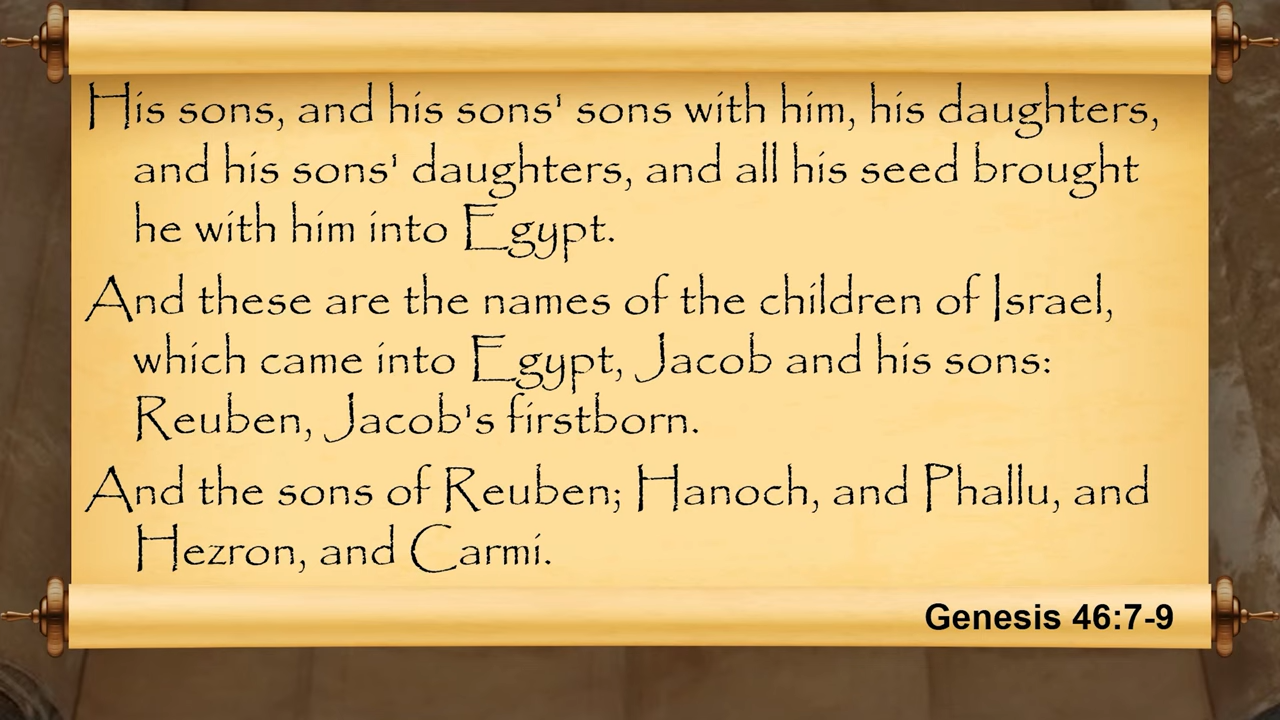 His sons, and his sons' sons with him, his daughters,
and his sons' daughters, and all his seed brought
he with him into Egypt.
And these are the names of the children of Israel,
which came into Egypt, Jacob and his sons:
Reuben, Jacob's firstborn.
And the sons of Reuben; Hanoch, and Phallu, and
Hezron, and Carmi.
Genesis 46:7-9